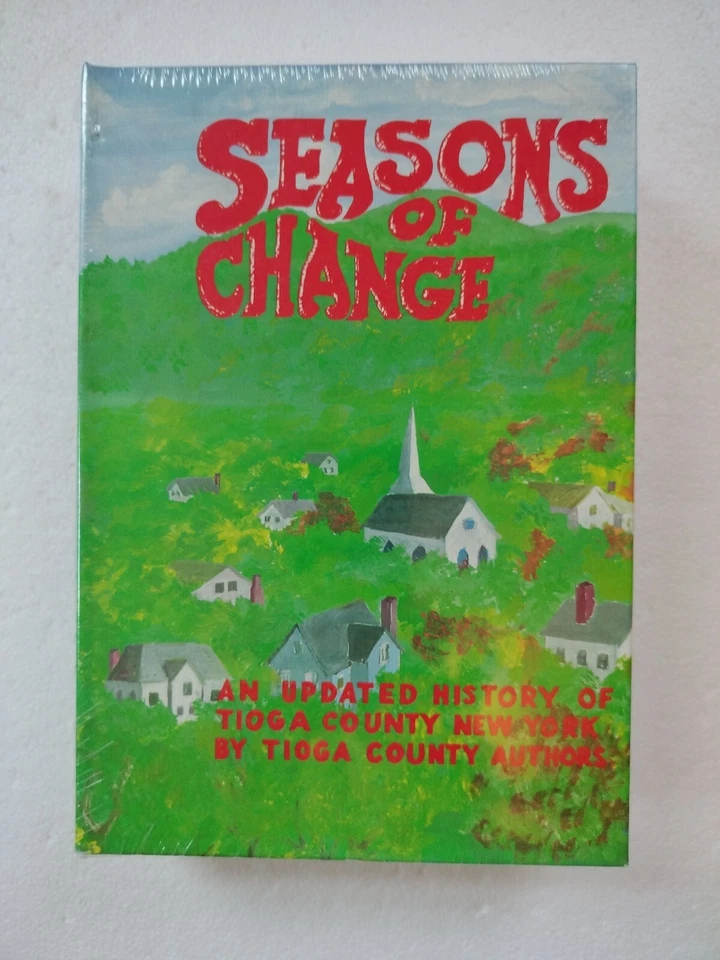 SEASONS
OF
CHANGE
AN UPDATED HISTORY OF
TIOGA COUNTY NEW YORK
BY TIOGA COUNTY AUTHORS